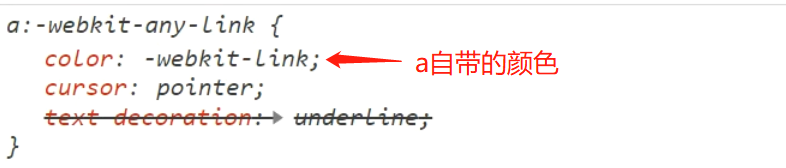 a:-webkit-any-link {
color: -webkit-link; a自带的颜色
cursor: pointer;
text-decoration: underline;
}